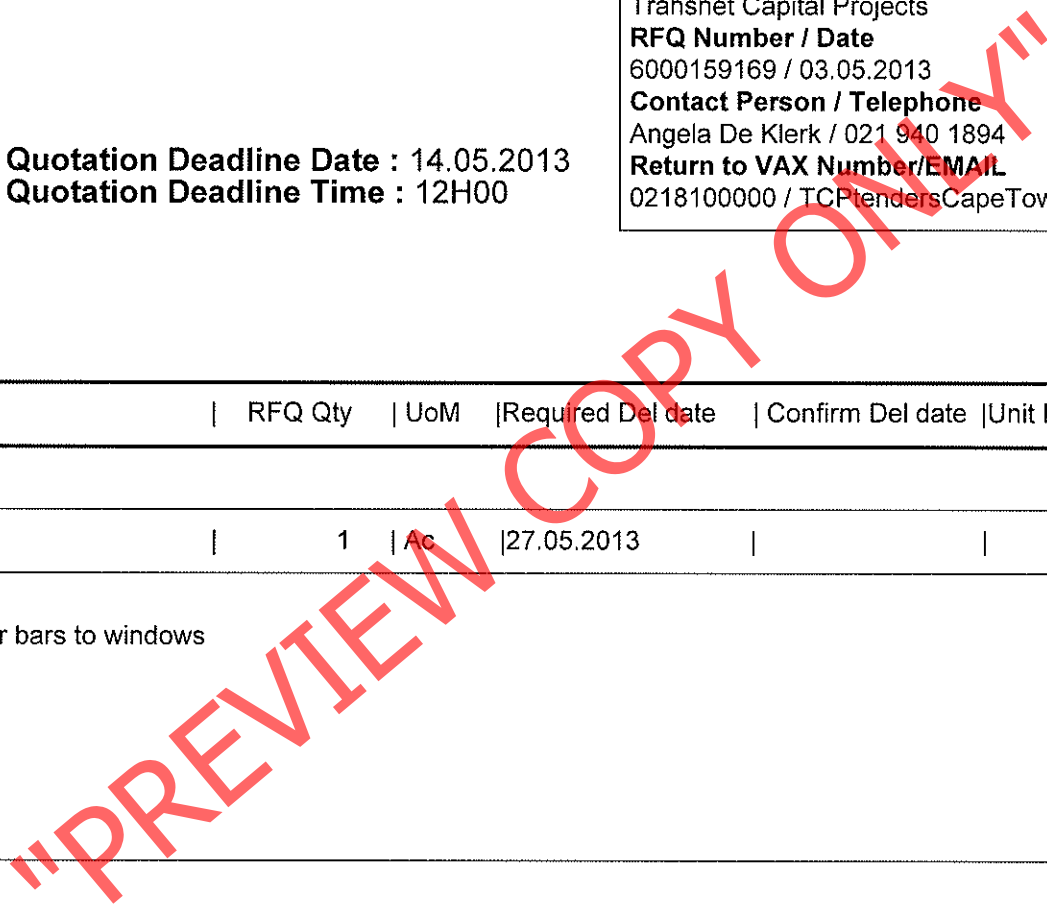 Transnet Capital Projects
RFQ Number / Date
6000159169 / 03.05.2013
Contact Person / Telephone
Angela De Klerk / 021 940 1894
Return to VAX Number/EMAIL
0218100000 / TCPtendersCapeTow
Quotation Deadline Date : 14.05.2013
Quotation Deadline Time : 12H00
| RFQ Qty | UoM |Required Del date | Confirm Del date |Unit
| 1 | Ac |27.05.2013 | |
r bars to windows
"PREVIEW COPY ONLY"